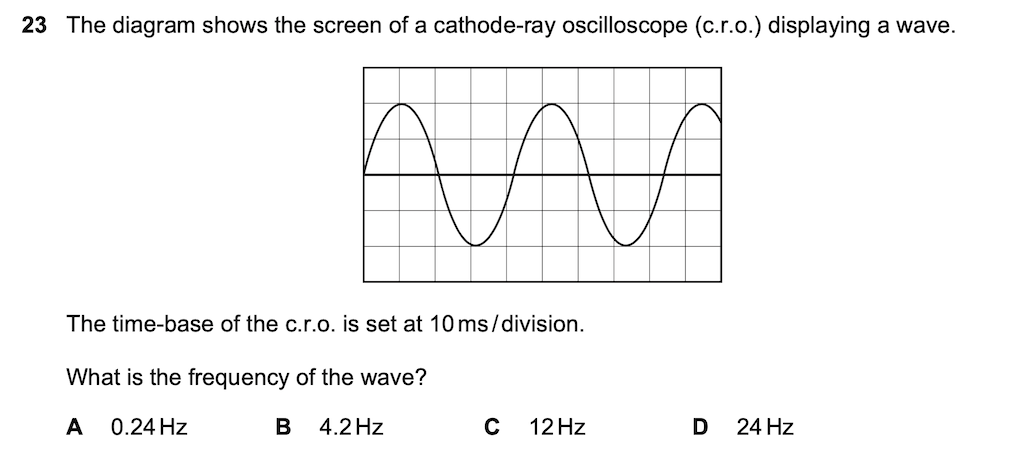 23 The diagram shows the screen of a cathode-ray oscilloscope (c.r.o.) displaying a wave.
The time-base of the c.r.o. is set at 10 ms / division.
What is the frequency of the wave?
A 0.24 Hz B 4.2 Hz C 12 Hz D 24 Hz